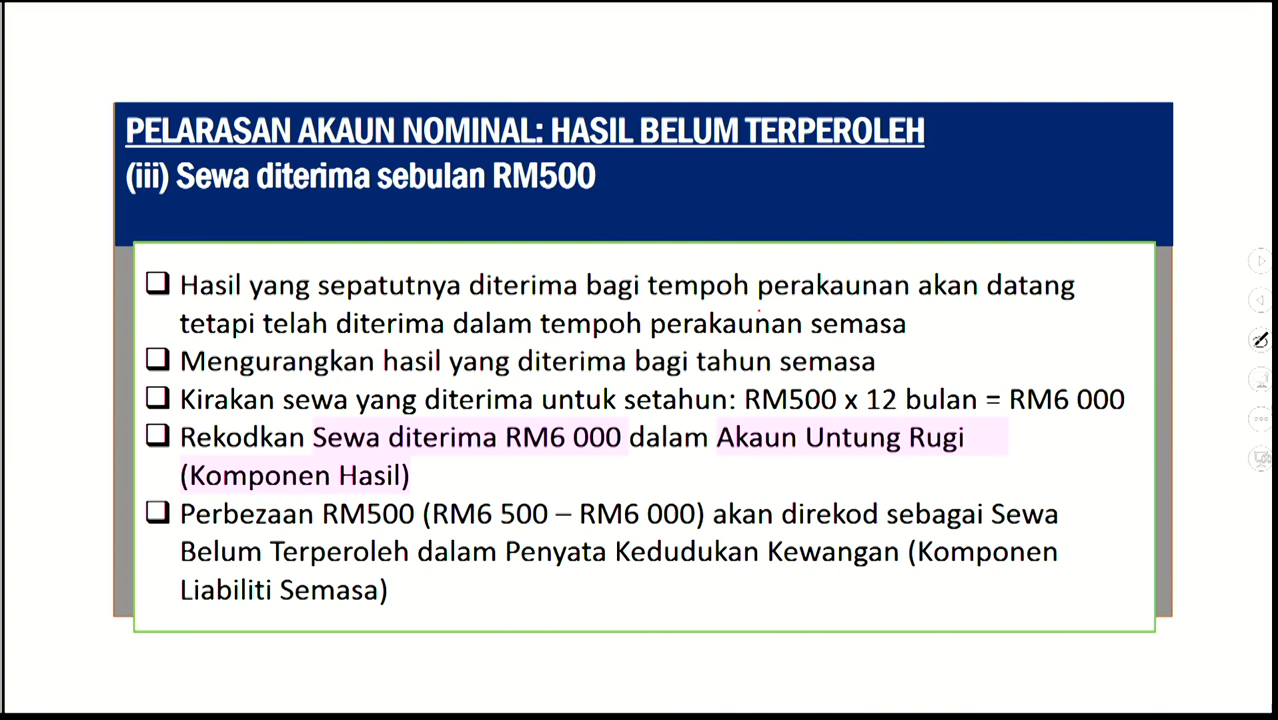 PELARASAN AKAUN NOMINAL: HASIL BELUM TERPEROLEH
(iii) Sewa diterima sebulan RM500
Hasil yang sepatutnya diterima bagi tempoh perakaunan akan datang
tetapi telah diterima dalam tempoh perakaunan semasa
Mengurangkan hasil yang diterima bagi tahun semasa
Kirakan sewa yang diterima untuk setahun: RM500 x 12 bulan = RM6 000
Rekodkan Sewa diterima RM6 000 dalam Akaun Untung Rugi
(Komponen Hasil)
Perbezaan RM500 (RM6 500 – RM6 000) akan direkod sebagai Sewa
Belum Terperoleh dalam Penyata Kedudukan Kewangan (Komponen
Liabiliti Semasa)